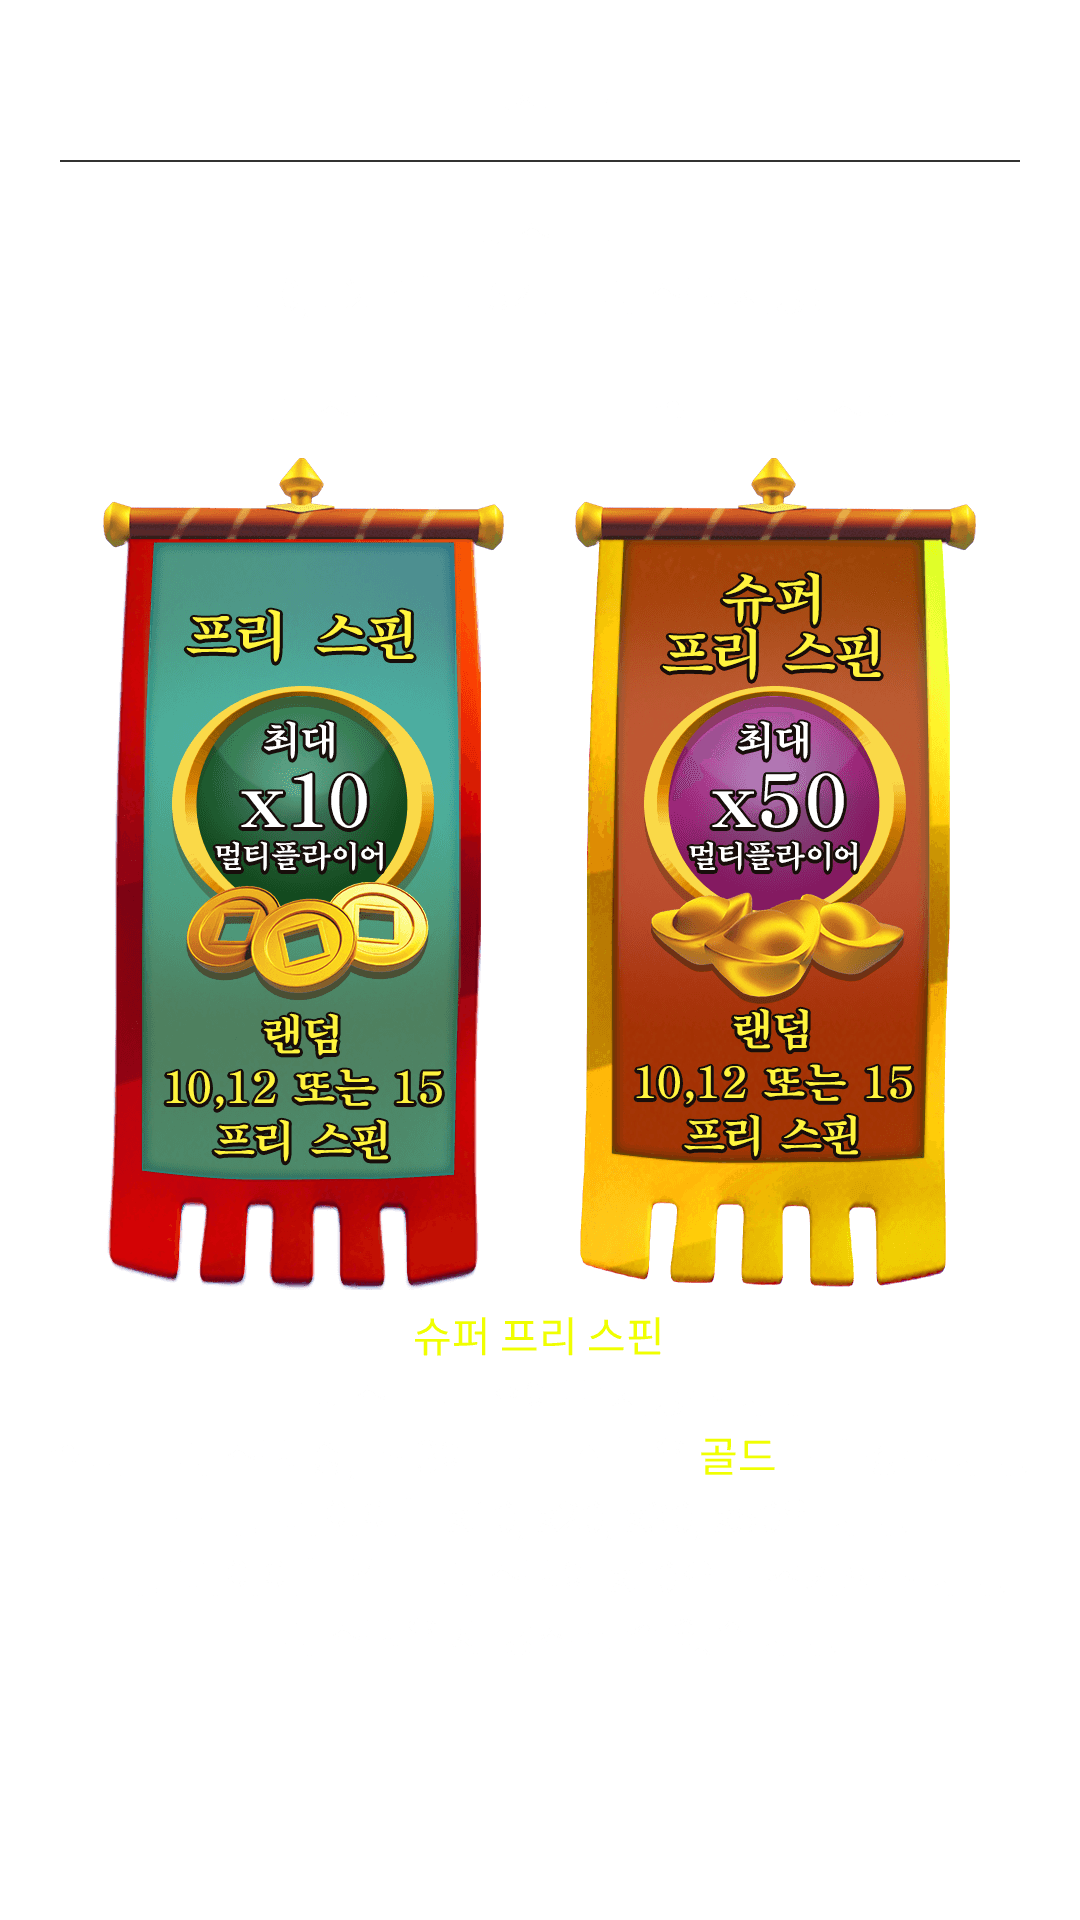 프리 스핀
최대
x10
멀티플라이어
랜덤
10,12 또는 15
프리 스핀
슈퍼
프리 스핀
최대
x50
멀티플라이어
랜덤
10,12 또는 15
프리 스핀
슈퍼 프리 스핀
골드